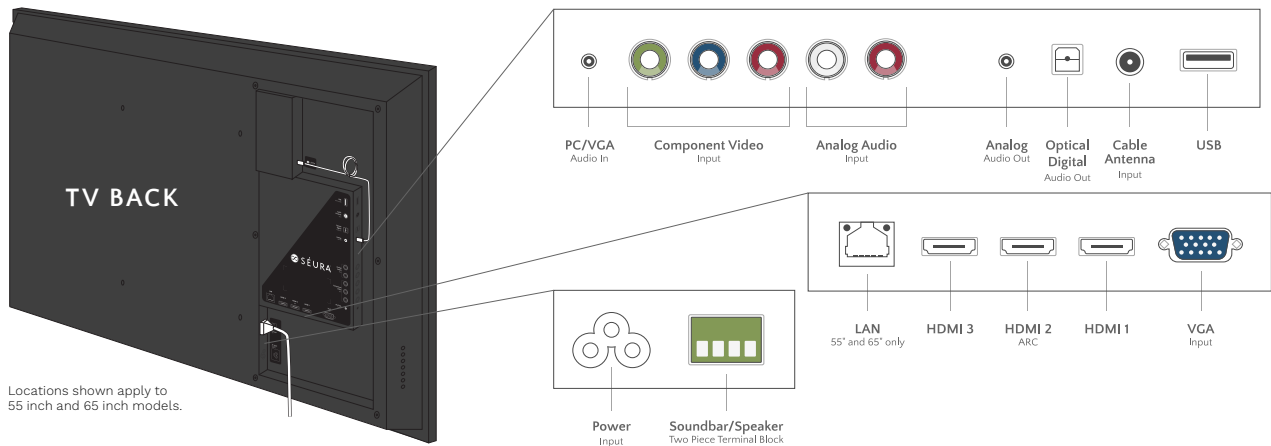 TV BACK
SÉURA
Locations shown apply to
55 inch and 65 inch models.
PC/VGA
Audio In
Component Video
Input
Analog Audio
Input
Analog
Audio Out
Optical
Digital
Audio Out
Cable
Antenna
Input
USB
LAN
55" and 65" only
HDMI 3
HDMI 2
ARC
HDMI 1
VGA
Input
Power
Input
Soundbar/Speaker
Two Piece Terminal Block